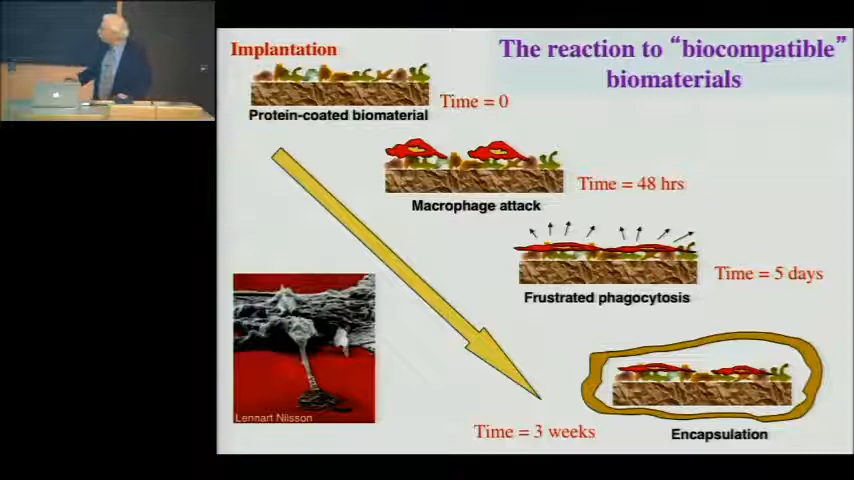 Implantation
The reaction to “biocompatible”
biomaterials
Protein-coated biomaterial
Time = 0
Macrophage attack
Time = 48 hrs
Frustrated phagocytosis
Time = 5 days
Lennart Nilsson
Time = 3 weeks
Encapsulation